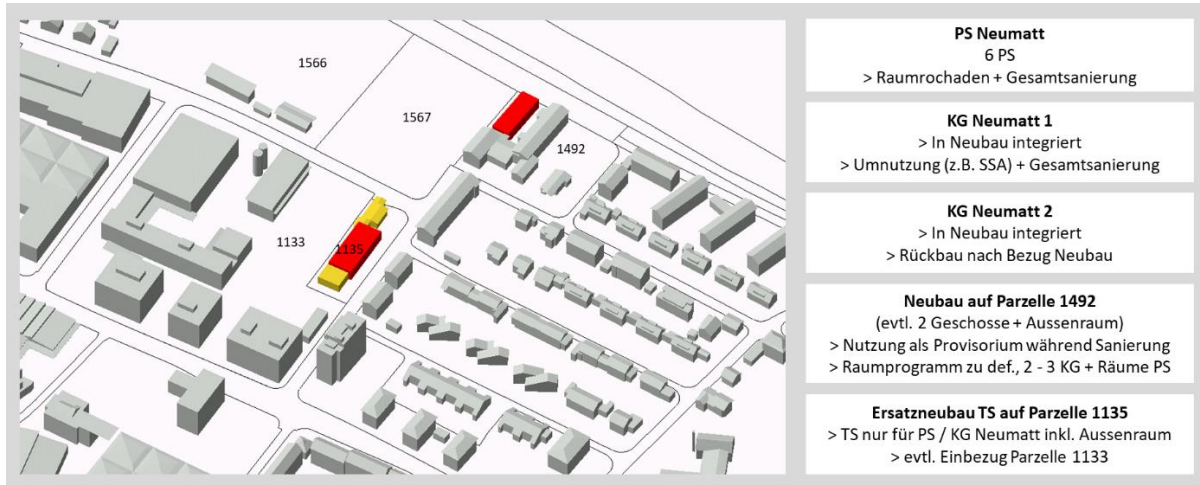 1566
1567
1492
1133
1135
PS Neumatt
6 PS
> Raumrochaden + Gesamtsanierung
KG Neumatt 1
> In Neubau integriert
> Umnutzung (z.B. SSA) + Gesamtsanierung
KG Neumatt 2
> In Neubau integriert
> Rückbau nach Bezug Neubau
Neubau auf Parzelle 1492
(evtl. 2 Geschosse + Aussenraum)
> Nutzung als Provisorium während Sanierung
> Raumprogramm zu def., 2 - 3 KG + Räume PS
Ersatzneubau TS auf Parzelle 1135
> TS nur für PS / KG Neumatt inkl. Aussenraum
> evtl. Einbezug Parzelle 1133